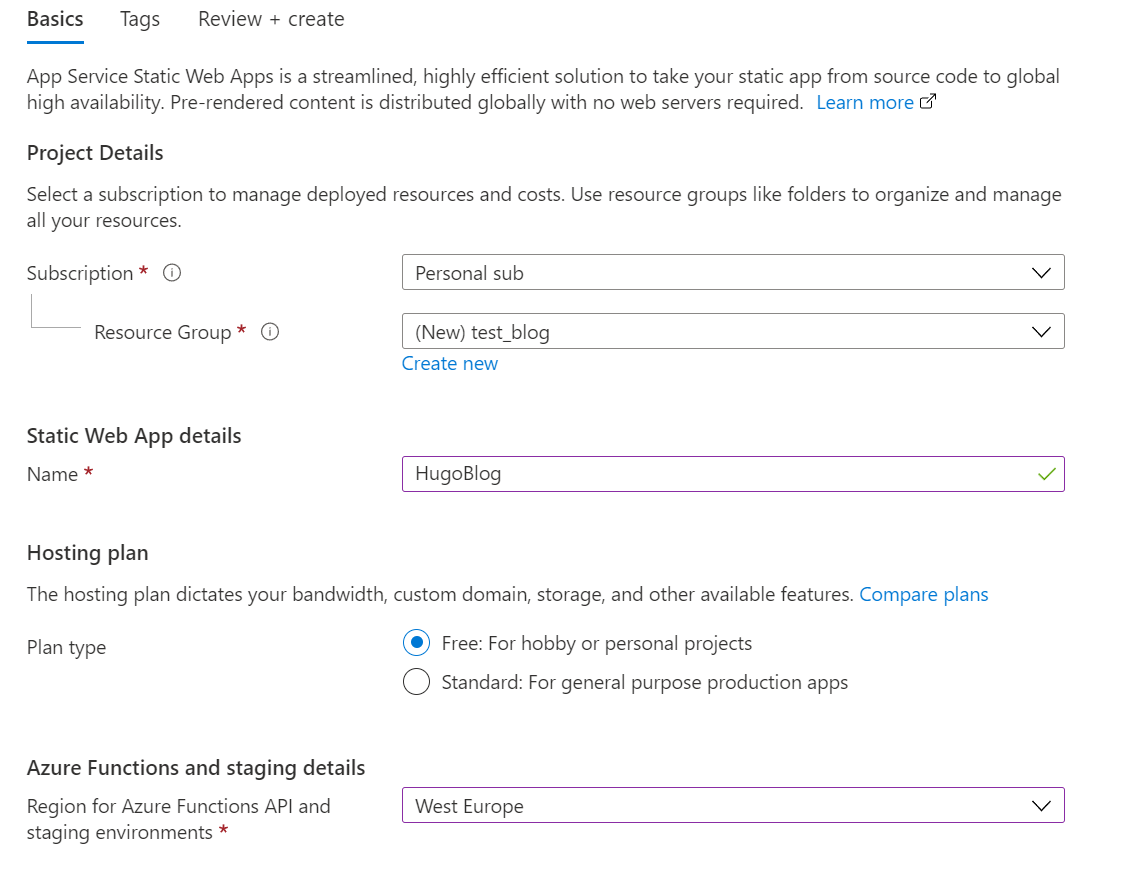 Basics Tags Review + create
App Service Static Web Apps is a streamlined, highly efficient solution to take your static app from source code to global
high availability. Pre-rendered content is distributed globally with no web servers required. Learn more
Project Details
Select a subscription to manage deployed resources and costs. Use resource groups like folders to organize and manage
all your resources.
Subscription * Personal sub
Resource Group * (New) test_blog
Create new
Static Web App details
Name * HugoBlog
Hosting plan
The hosting plan dictates your bandwidth, custom domain, storage, and other available features. Compare plans
Plan type Free: For hobby or personal projects
Standard: For general purpose production apps
Azure Functions and staging details
Region for Azure Functions API and
staging environments * West Europe